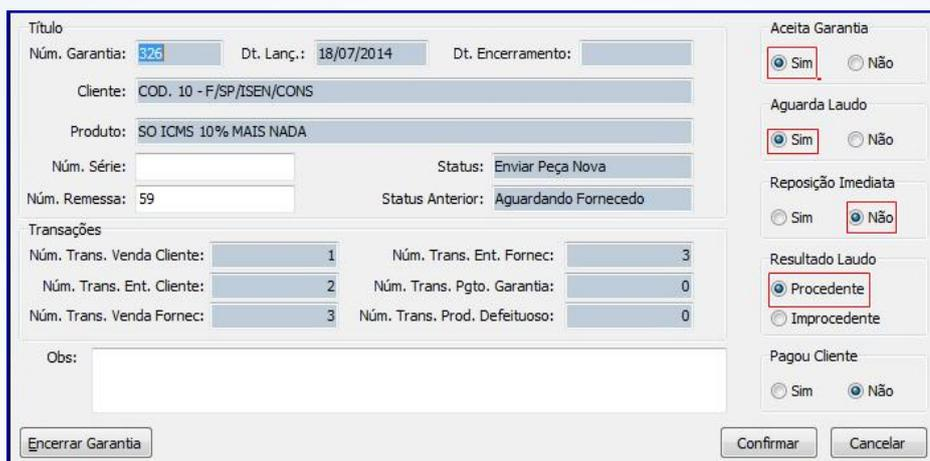 Título
Núm. Garantia: 326 Dt. Lanç.: 18/07/2014 Dt. Encerramento:
Cliente: COD. 10 - F/SP/ISEN/CONS
Produto: SO ICMS 10% MAIS NADA
Núm. Série: Status: Enviar Peça Nova
Núm. Remessa: 59 Status Anterior: Aguardando Fornecedo
Transações
Núm. Trans. Venda Cliente: 1 Núm. Trans. Ent. Fornec: 3
Núm. Trans. Ent. Cliente: 2 Núm. Trans. Pgto. Garantia: 0
Núm. Trans. Venda Fornec: 3 Núm. Trans. Prod. Defeituoso: 0
Obs:
Aceita Garantia
Sim Não
Aguarda Laudo
Sim Não
Reposição Imediata
Sim Não
Resultado Laudo
Procedente
Improcedente
Pagou Cliente
Sim Não
Encerrar Garantia Confirmar Cancelar